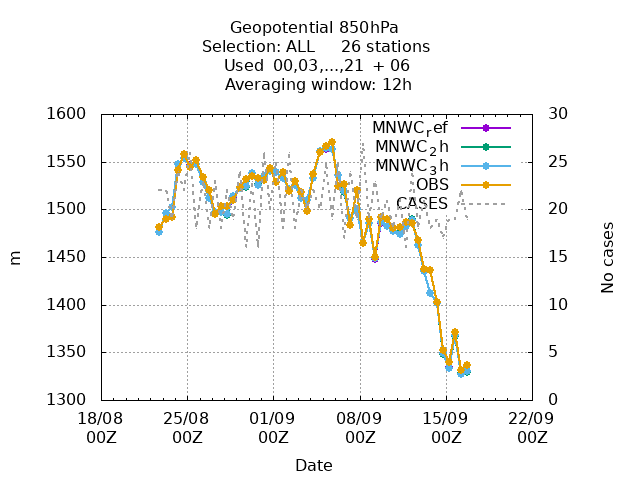 Geopotential 850hPa
Selection: ALL 26 stations
Used 00,03,...,21 + 06
Averaging window: 12h
1600
1550
1500
1450
1400
1350
1300
m
30
25
20
15
10
5
0
No cases
MNWC_ref
MNWC_2h
MNWC_3h
OBS
CASES
18/08 25/08 01/09 08/09 15/09 22/09
00Z 00Z 00Z 00Z 00Z 00Z
Date